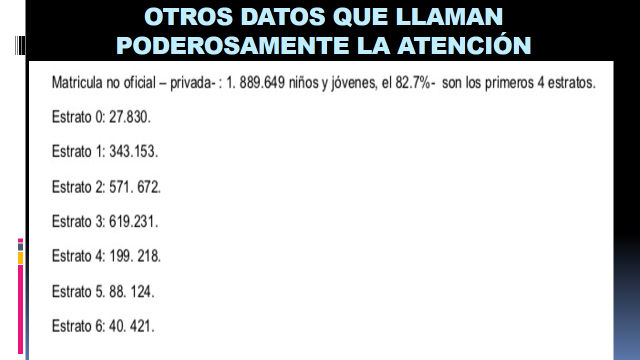 OTROS DATOS QUE LLAMAN
PODEROSAMENTE LA ATENCIÓN
Matricula no oficial – privada- : 1. 889.649 niños y jóvenes, el 82.7%- son los primeros 4 estratos.
Estrato 0: 27.830.
Estrato 1: 343.153.
Estrato 2: 571. 672.
Estrato 3: 619.231.
Estrato 4: 199. 218.
Estrato 5. 88. 124.
Estrato 6: 40. 421.